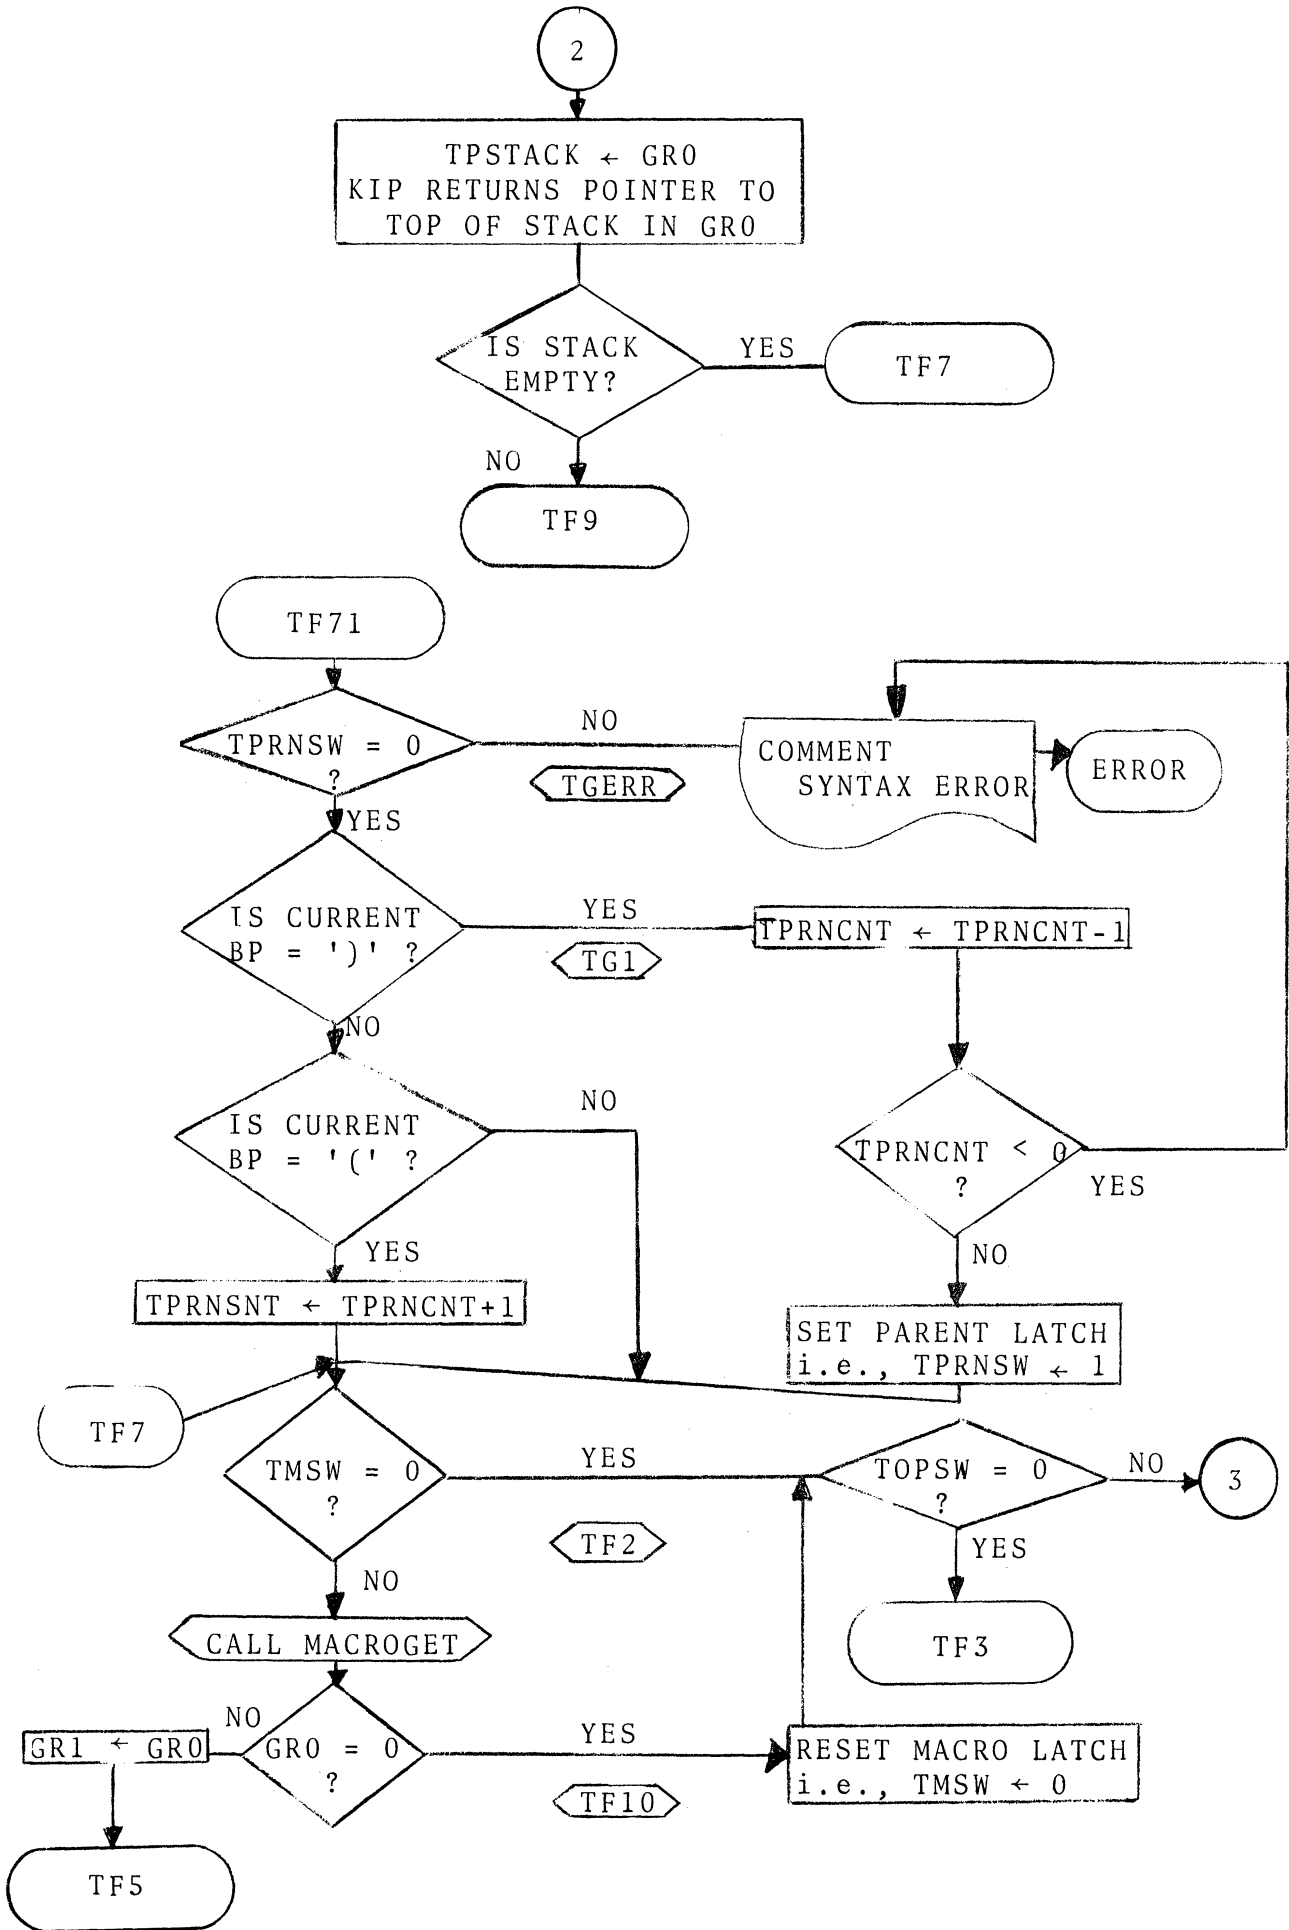 2
TPSTACK ← GR0
KIP RETURNS POINTER TO
TOP OF STACK IN GR0
IS STACK
EMPTY?
YES
TF7
NO
TF9
TF71
TPRNSW = 0
?
NO
TGERR
COMMENT
SYNTAX ERROR
ERROR
YES
IS CURRENT
BP = ')' ?
YES
TG1
TPRNCNT ← TPRNCNT-1
NO
IS CURRENT
BP = '(' ?
NO
TPRNCNT < 0
?
YES
YES
NO
TPRNSNT ← TPRNCNT+1
SET PARENT LATCH
i.e., TPRNSW ← 1
TF7
TMSW = 0
?
YES
TF2
TOPSW = 0
?
NO
3
YES
NO
CALL MACROGET
TF3
NO
GR1 ← GR0
GR0 = 0
?
YES
TF10
RESET MACRO LATCH
i.e., TMSW ← 0
TF5